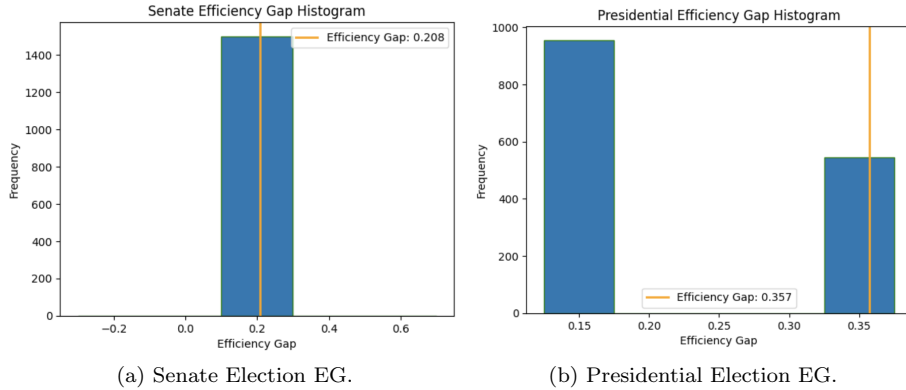 Senate Efficiency Gap Histogram
Efficiency Gap: 0.208
Frequency
1400
1200
1000
800
600
400
200
0
−0.2 0.0 0.2 0.4 0.6
Efficiency Gap
(a) Senate Election EG.
Presidential Efficiency Gap Histogram
Frequency
1000
800
600
400
200
0
Efficiency Gap: 0.357
0.15 0.20 0.25 0.30 0.35
Efficiency Gap
(b) Presidential Election EG.